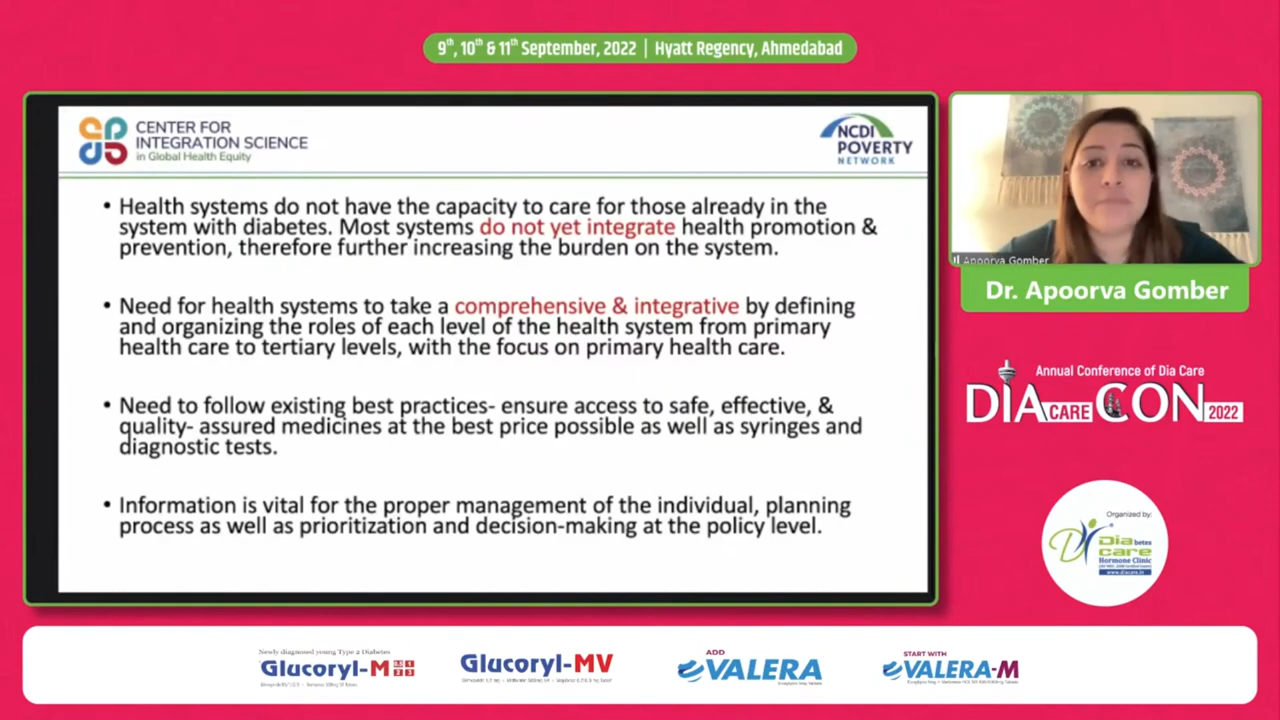 9th, 10th & 11th September, 2022 | Hyatt Regency, Ahmedabad
CENTER FOR
INTEGRATION SCIENCE
in Global Health Equity
NCDI
POVERTY
NETWORK
• Health systems do not have the capacity to care for those already in the
system with diabetes. Most systems do not yet integrate health promotion &
prevention, therefore further increasing the burden on the system.
• Need for health systems to take a comprehensive & integrative by defining
and organizing the roles of each level of the health system from primary
health care to tertiary levels, with the focus on primary health care.
• Need to follow existing best practices- ensure access to safe, effective, &
quality- assured medicines at the best price possible as well as syringes and
diagnostic tests.
• Information is vital for the proper management of the individual, planning
process as well as prioritization and decision-making at the policy level.
Apoorva Gomber
Dr. Apoorva Gomber
Annual Conference of Dia Care
DIA CARE CON 2022
Organized by:
Diabetes
care
Hormone Clinic
www.diacare.in
Newly diagnosed young Type 2 Diabetes
Glucoryl-M
Glucoryl-MV
ADD
VALERA
START WITH
VALERA-M